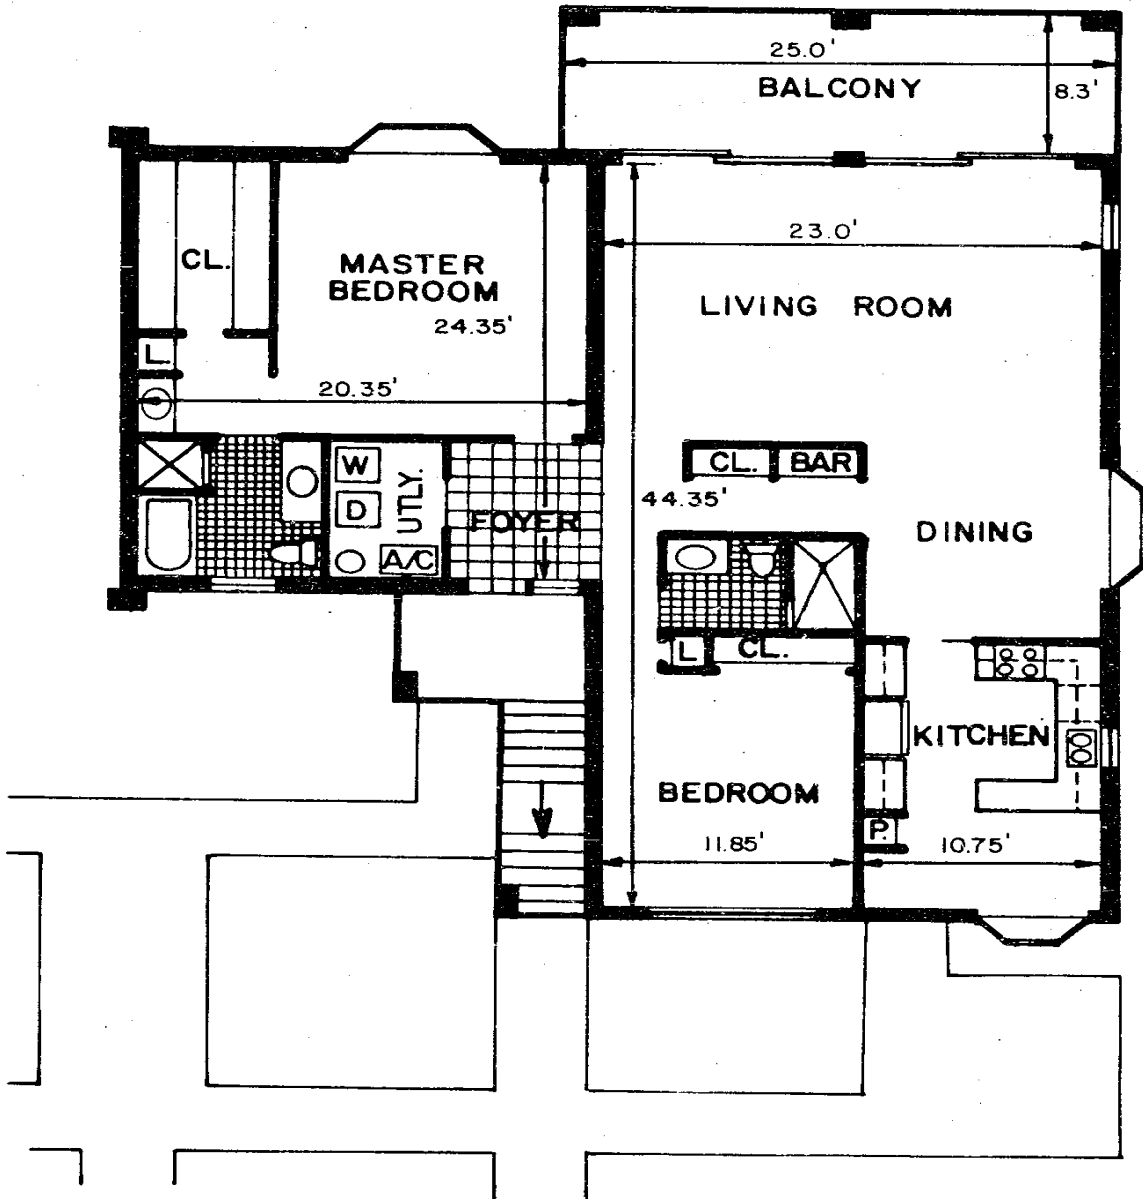 25.0'
BALCONY
8.3'
23.0'
CL.
MASTER
BEDROOM
24.35'
LIVING ROOM
L.
20.35'
W
D
UTLY.
A/C
FOYER
CL.
BAR
44.35'
DINING
L
CL.
KITCHEN
BEDROOM
P.
11.85'
10.75'